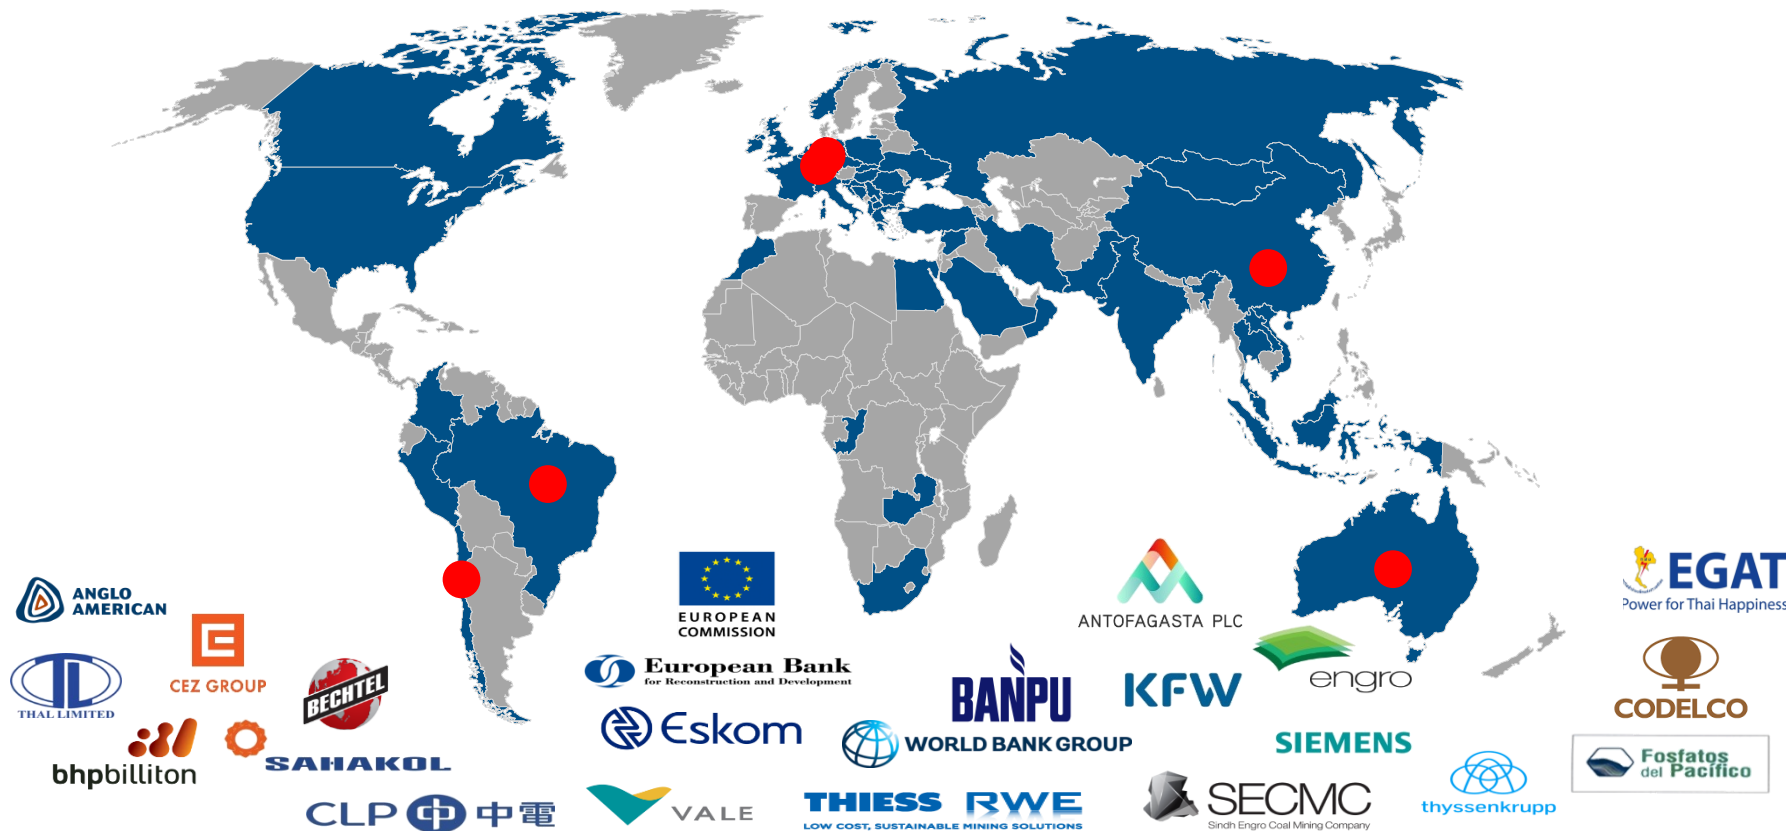 ANGLO
AMERICAN
CEZ GROUP
TL
THAL LIMITED
BECHTEL
bhpbilliton
SAHAKOL
CLP 中電
EUROPEAN
COMMISSION
European Bank
for Reconstruction and Development
Eskom
BANPU
WORLD BANK GROUP
VALE
THIESS RWE
LOW COST, SUSTAINABLE MINING SOLUTIONS
ANTOFAGASTA PLC
KFW
engro
SIEMENS
SECMC
Sindh Engro Coal Mining Company
thyssenkrupp
EGAT
Power for Thai Happiness
CODELCO
Fosfatos
del Pacífico